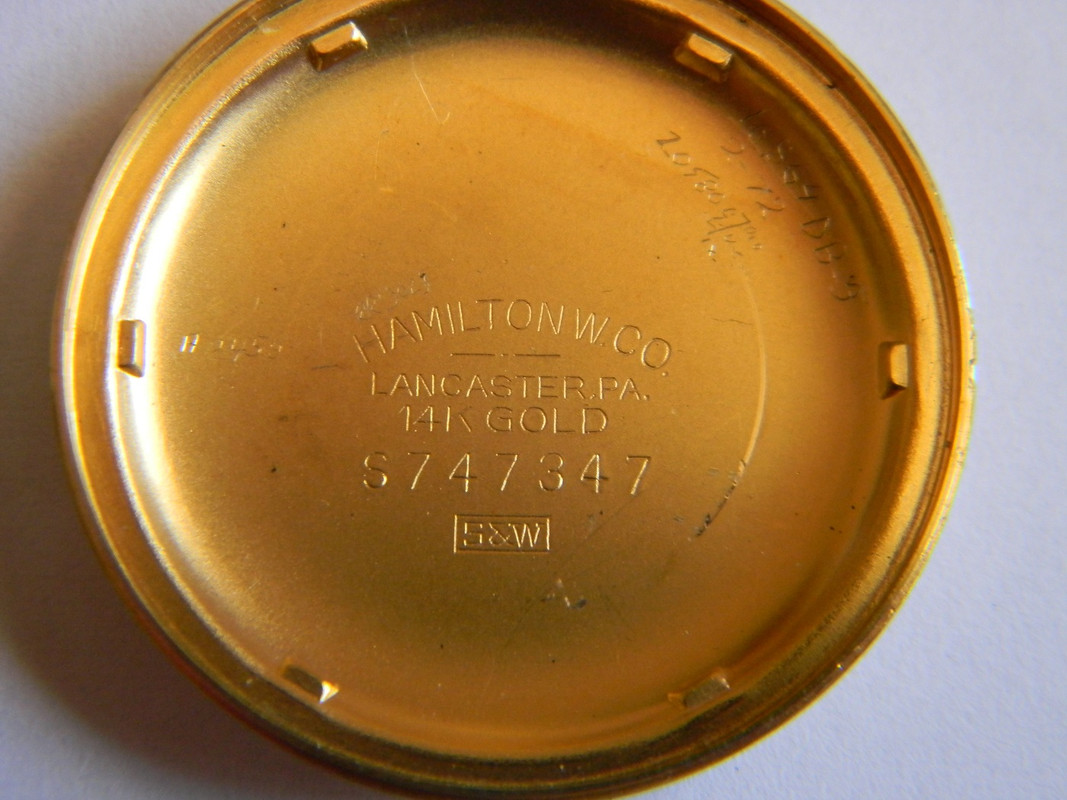 HAMILTON W. CO.
LANCASTER, PA.
14K GOLD
S747347
S&W